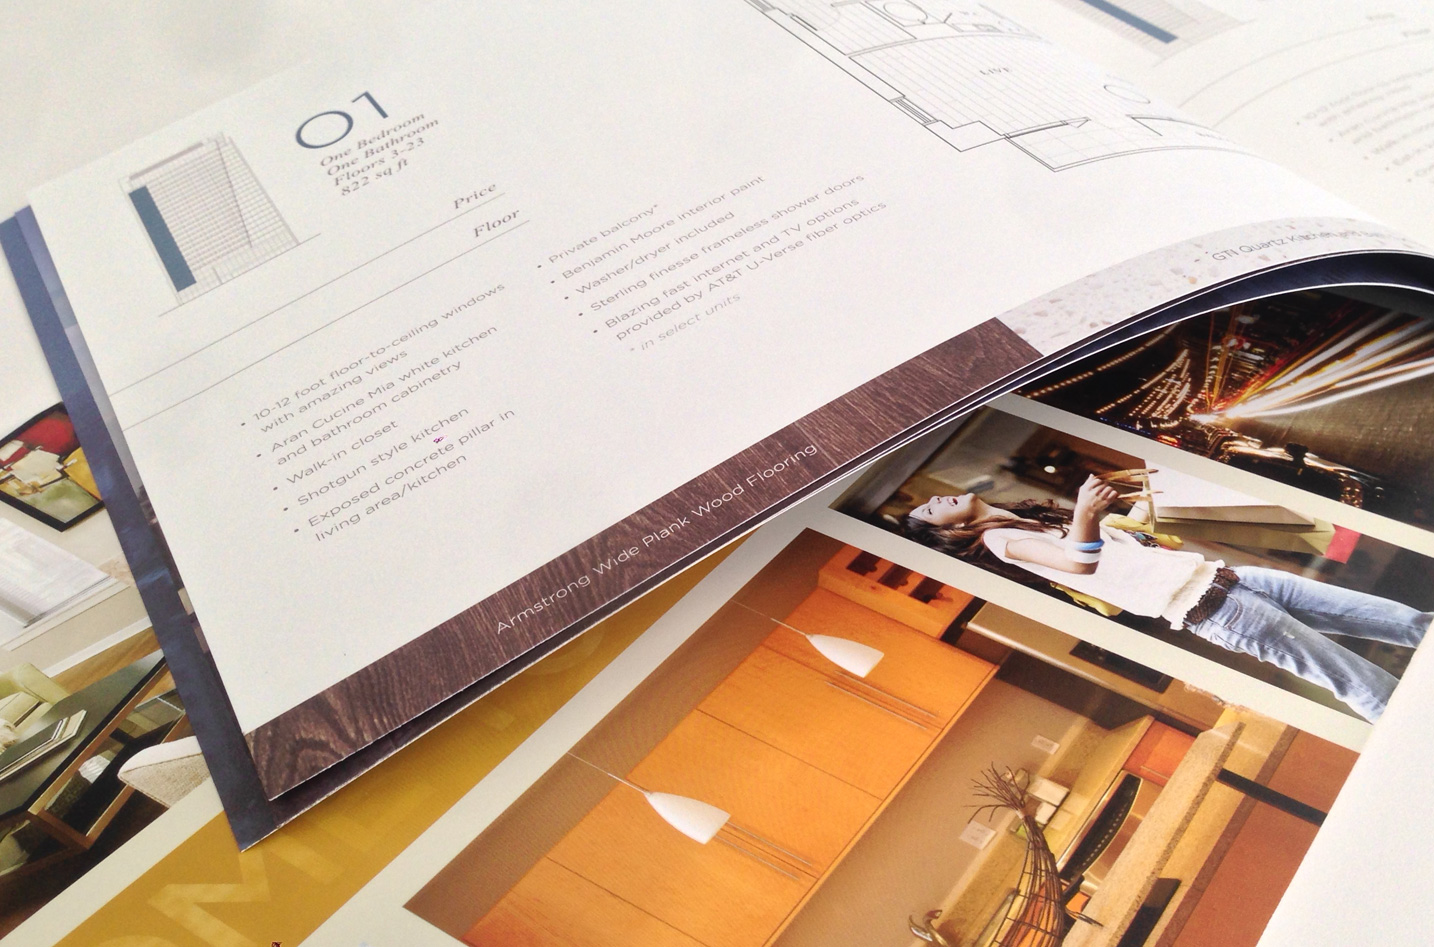 01
One Bedroom
One Bathroom
Floors 3-23
822 sq ft
Price
Floor
• 10-12 foot floor-to-ceiling windows
with amazing views
• Aran Cucine Mia white kitchen
and bathroom cabinetry
• Walk-in closet
• Shotgun style kitchen
• Exposed concrete pillar in
living area/kitchen
• Private balcony*
• Benjamin Moore interior paint
• Washer/dryer included
• Sterling finesse frameless shower doors
• Blazing fast internet and TV options
provided by AT&T U-Verse fiber optics
* in select units
LIVE
Armstrong Wide Plank Wood Flooring
GTI Quartz Kitchen